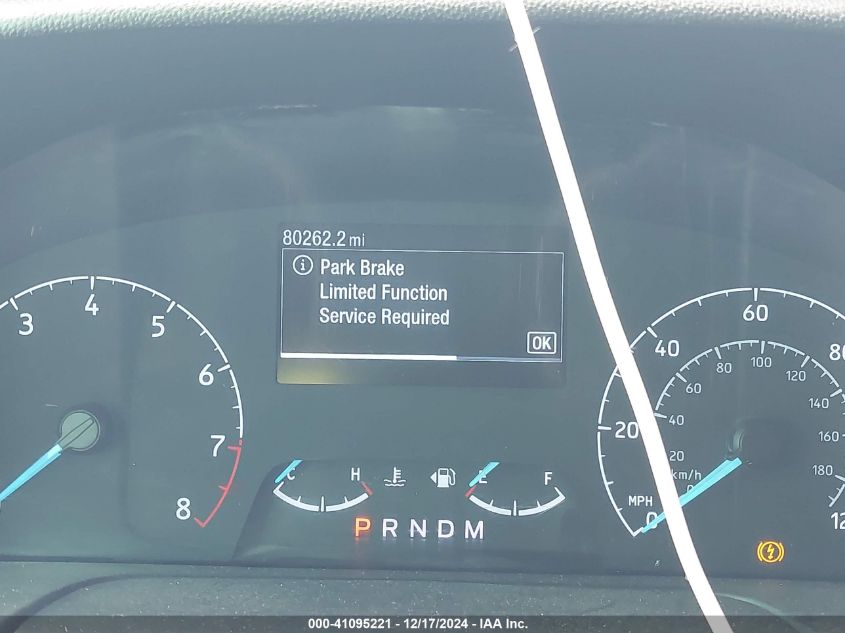 80262.2 mi
Park Brake
Limited Function
Service Required
OK
3
4
5
6
7
8
C
H
E
F
P R N D M
20
40
60
80
MPH
0
20
40
60
80
100
120
140
160
180
km/h
000-41095221 - 12/17/2024 - IAA Inc.